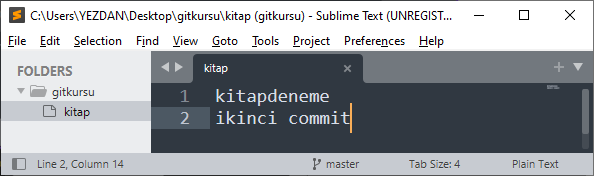 C:\Users\YEZDAN\Desktop\gitkursu\kitap (gitkursu) - Sublime Text (UNREGIST...
File Edit Selection Find View Goto Tools Project Preferences Help
FOLDERS
gitkursu
kitap
kitap
1 kitapdeneme
2 ikinci commit
Line 2, Column 14 master Tab Size: 4 Plain Text